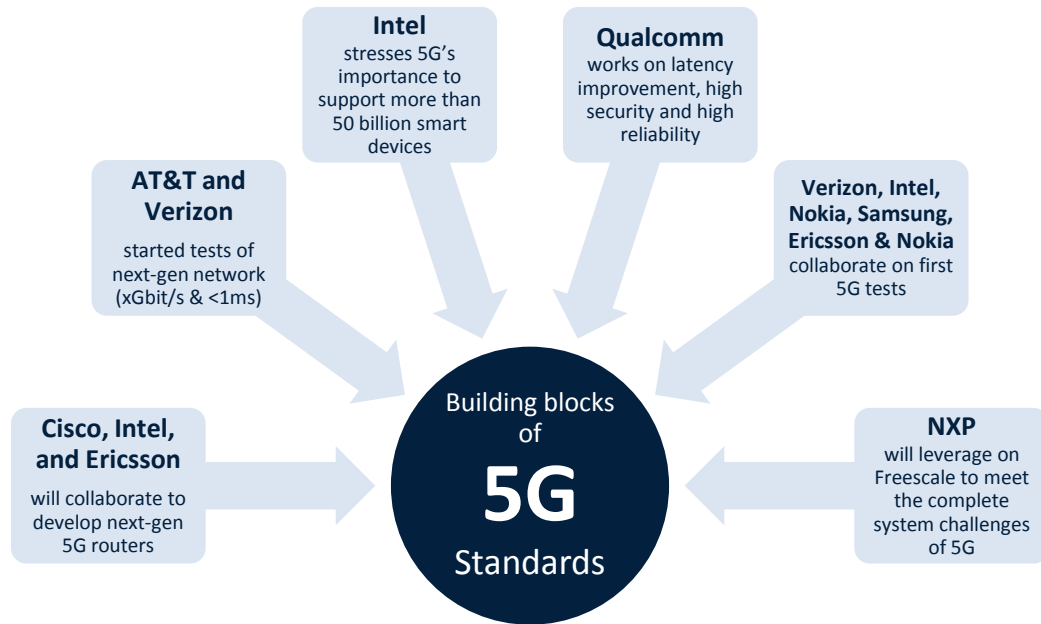 Intel
stresses 5G’s
importance to
support more than
50 billion smart
devices
Qualcomm
works on latency
improvement, high
security and high
reliability
AT&T and
Verizon
started tests of
next-gen network
(xGbit/s & <1ms)
Verizon, Intel,
Nokia, Samsung,
Ericsson & Nokia
collaborate on first
5G tests
Cisco, Intel,
and Ericsson
will collaborate to
develop next-gen
5G routers
Building blocks
of
5G
Standards
NXP
will leverage on
Freescale to meet
the complete
system challenges
of 5G